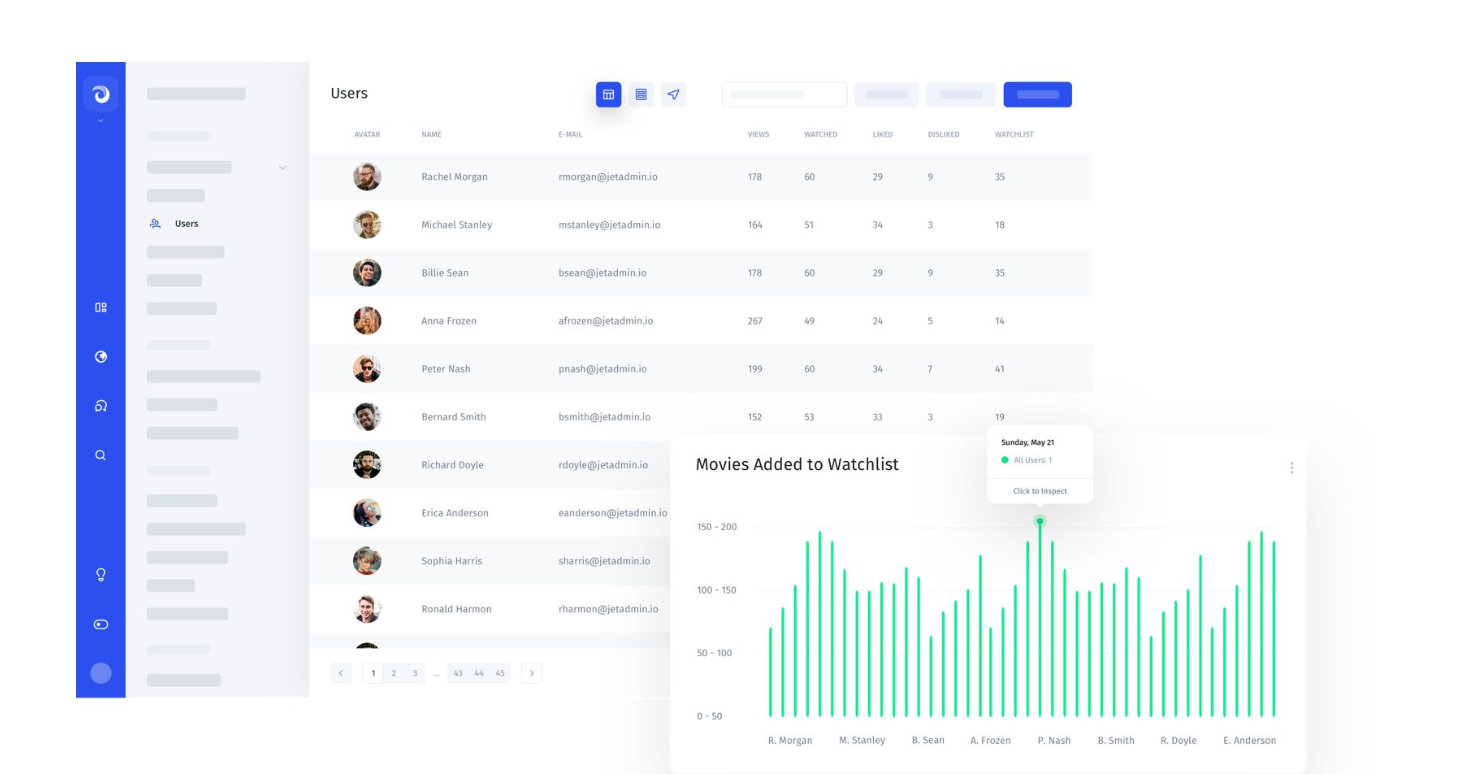 Users
AVATAR NAME E-MAIL VIEWS WATCHED LIKED DISLIKED WATCHLIST
Rachel Morgan rmorgan@jetadmin.io 178 60 29 9 35
Users
Michael Stanley mstanley@jetadmin.io 164 51 34 3 18
Billie Sean bsean@jetadmin.io 178 60 29 9 35
Anna Frozen afrozen@jetadmin.io 267 49 24 5 14
Peter Nash pnash@jetadmin.io 199 60 34 7 41
Bernard Smith bsmith@jetadmin.io 152 53 33 3 19
Richard Doyle rdoyle@jetadmin.io
Erica Anderson eanderson@jetadmin.io
Sophia Harris sharris@jetadmin.io
Ronald Harmon rharmon@jetadmin.io
< 1 2 3 ... 43 44 45 >
Movies Added to Watchlist
Sunday, May 21
All Users: 1
Click to Inspect
150 - 200
100 - 150
50 - 100
0 - 50
R. Morgan M. Stanley B. Sean A. Frozen P. Nash B. Smith R. Doyle E. Anderson